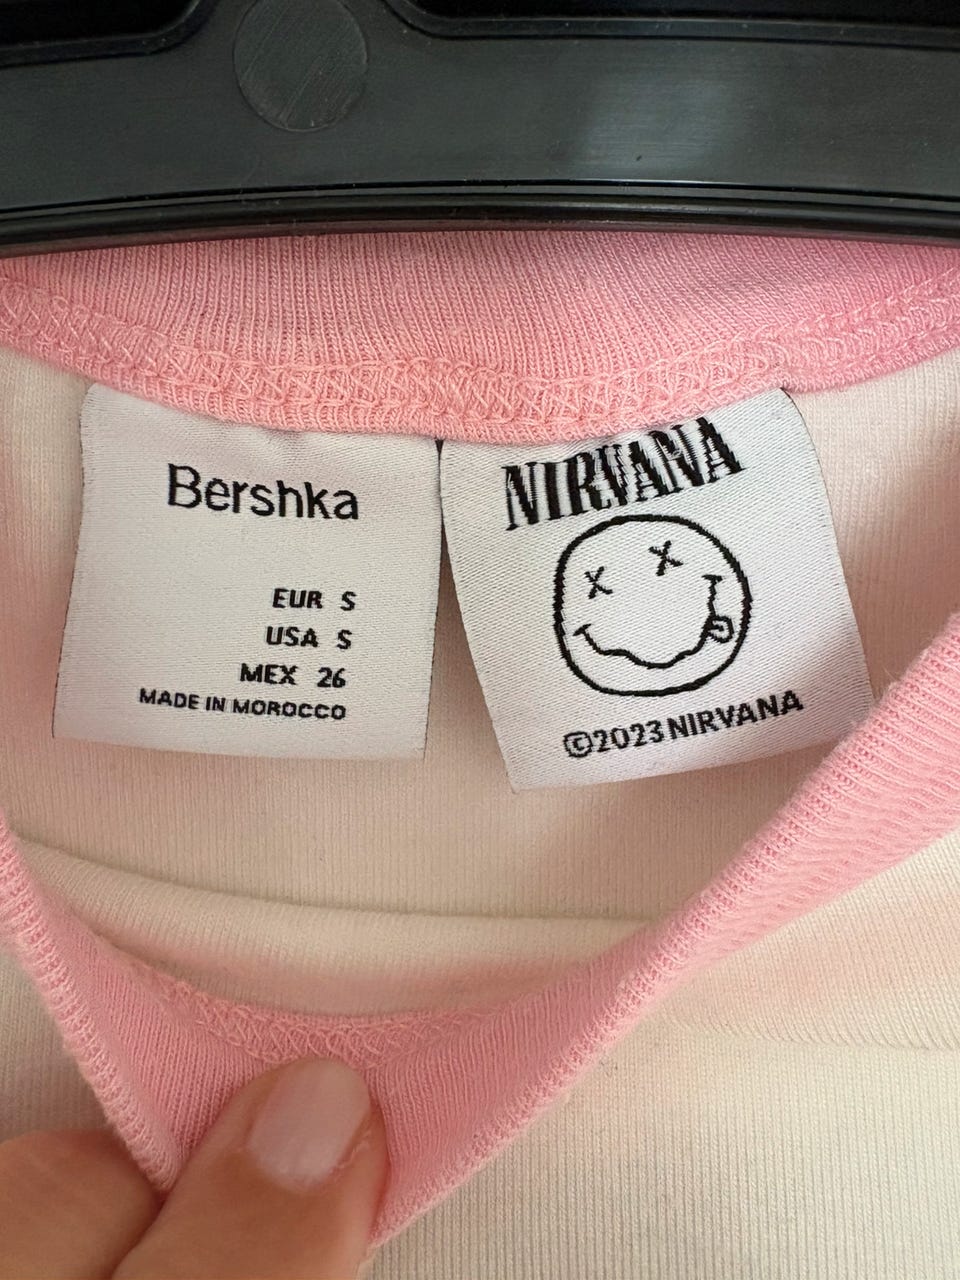 Bershka
EUR S
USA S
MEX 26
MADE IN MOROCCO
NIRVANA
©2023 NIRVANA